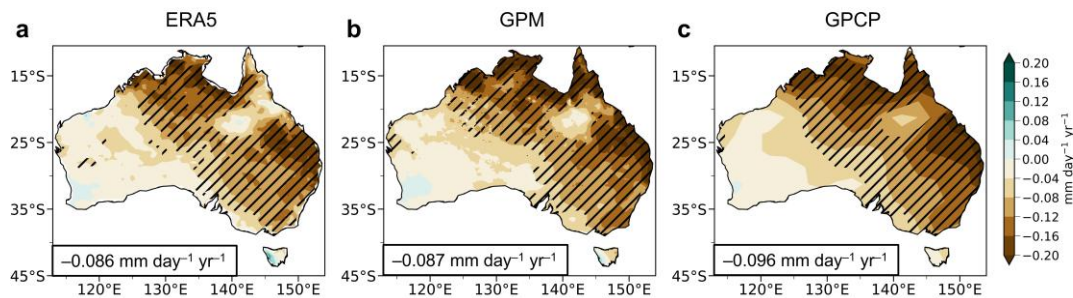 ERA5
GPM
GPCP
a
b
c
15°S
25°S
35°S
45°S
15°S
25°S
35°S
45°S
15°S
25°S
35°S
45°S
−0.086 mm day⁻¹ yr⁻¹
−0.087 mm day⁻¹ yr⁻¹
−0.096 mm day⁻¹ yr⁻¹
120°E 130°E 140°E 150°E
120°E 130°E 140°E 150°E
120°E 130°E 140°E 150°E
0.20
0.16
0.12
0.08
0.04
0.00
−0.04
−0.08
−0.12
−0.16
−0.20
mm day⁻¹ yr⁻¹